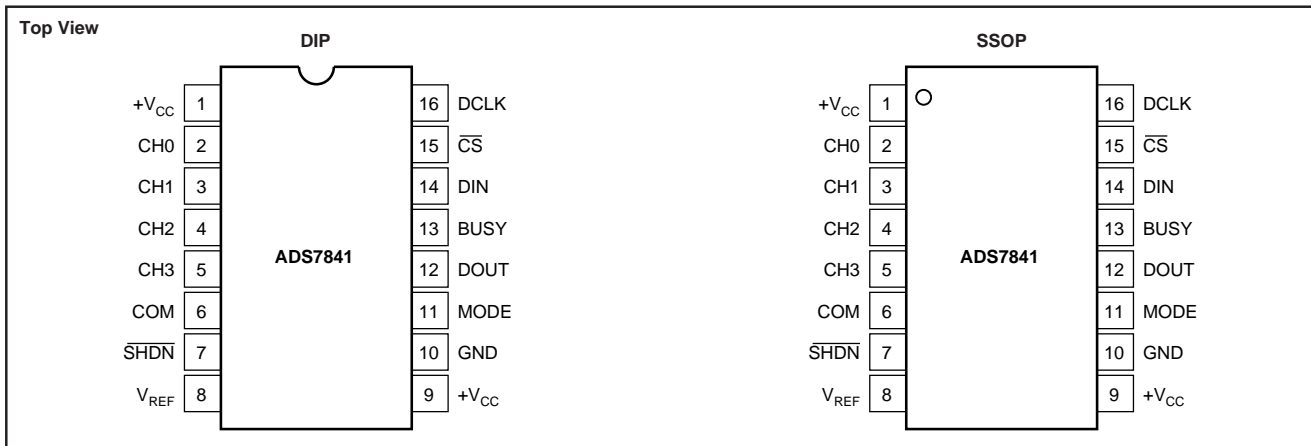 Top View
DIP
+VCC 1 16 DCLK
CH0 2 15 CS
CH1 3 14 DIN
CH2 4 13 BUSY
ADS7841
CH3 5 12 DOUT
COM 6 11 MODE
SHDN 7 10 GND
VREF 8 9 +VCC
SSOP
+VCC 1 16 DCLK
CH0 2 15 CS
CH1 3 14 DIN
CH2 4 13 BUSY
ADS7841
CH3 5 12 DOUT
COM 6 11 MODE
SHDN 7 10 GND
VREF 8 9 +VCC